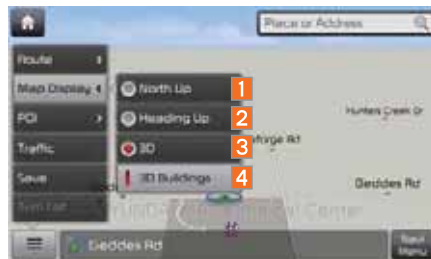 Place or Address
Route
Map Display
North Up 1
POI
Heading Up 2
Hunters Creek Dr
Traffic
3D 3
Save
3D Buildings 4
Geddes Rd
Geddes Rd
Navi
Menu